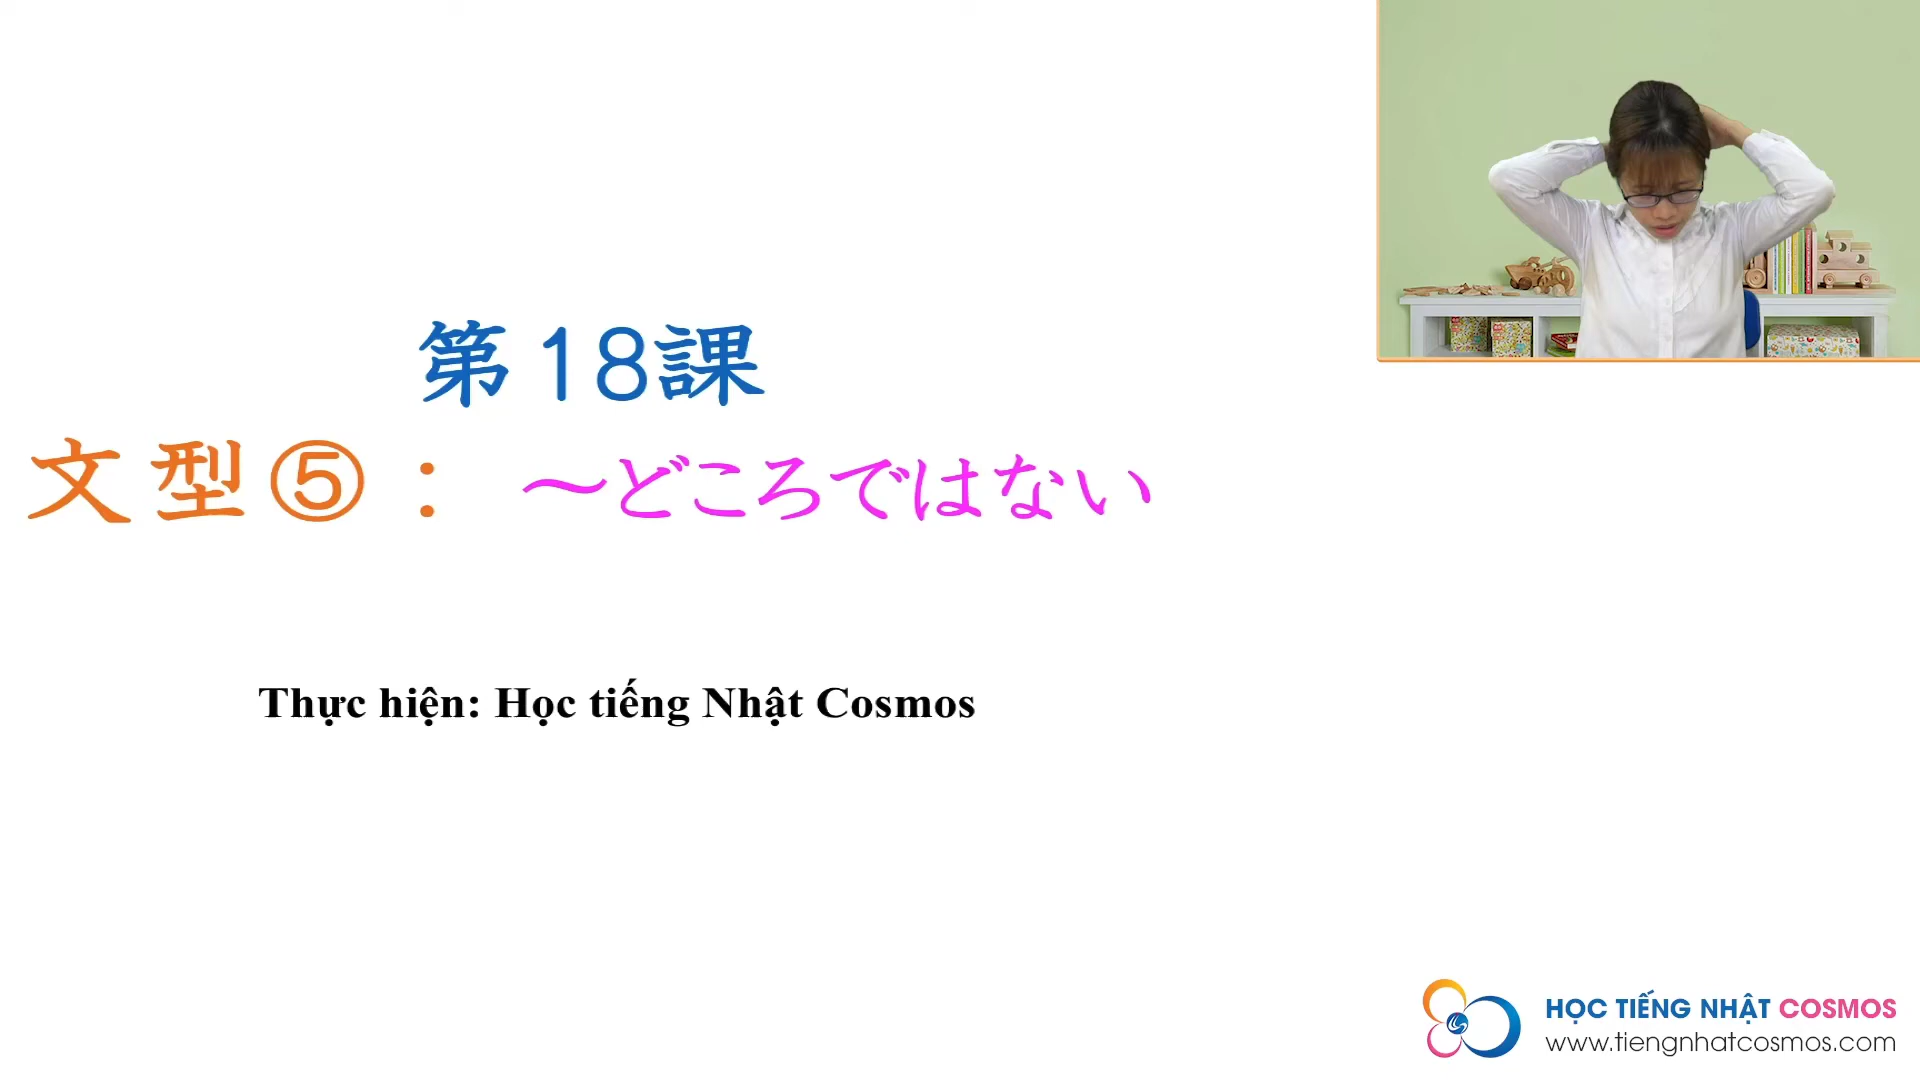 第18課
文型⑤：～どころではない
Thực hiện: Học tiếng Nhật Cosmos
HỌC TIẾNG NHẬT COSMOS
www.tiengnhatcosmos.com